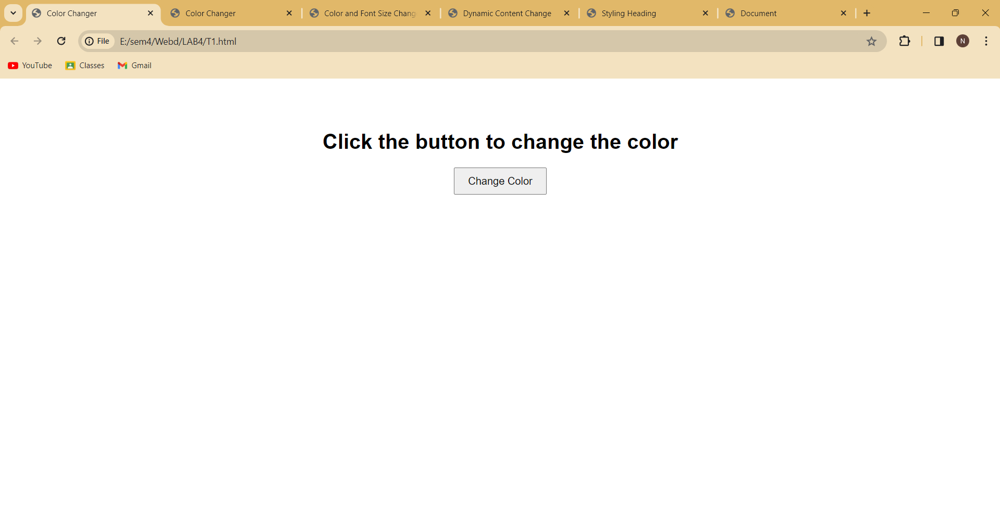 Color Changer
Color Changer
Color and Font Size Chang
Dynamic Content Change
Styling Heading
Document
File
E:/sem4/Webd/LAB4/T1.html
N
YouTube
Classes
Gmail
Click the button to change the color
Change Color